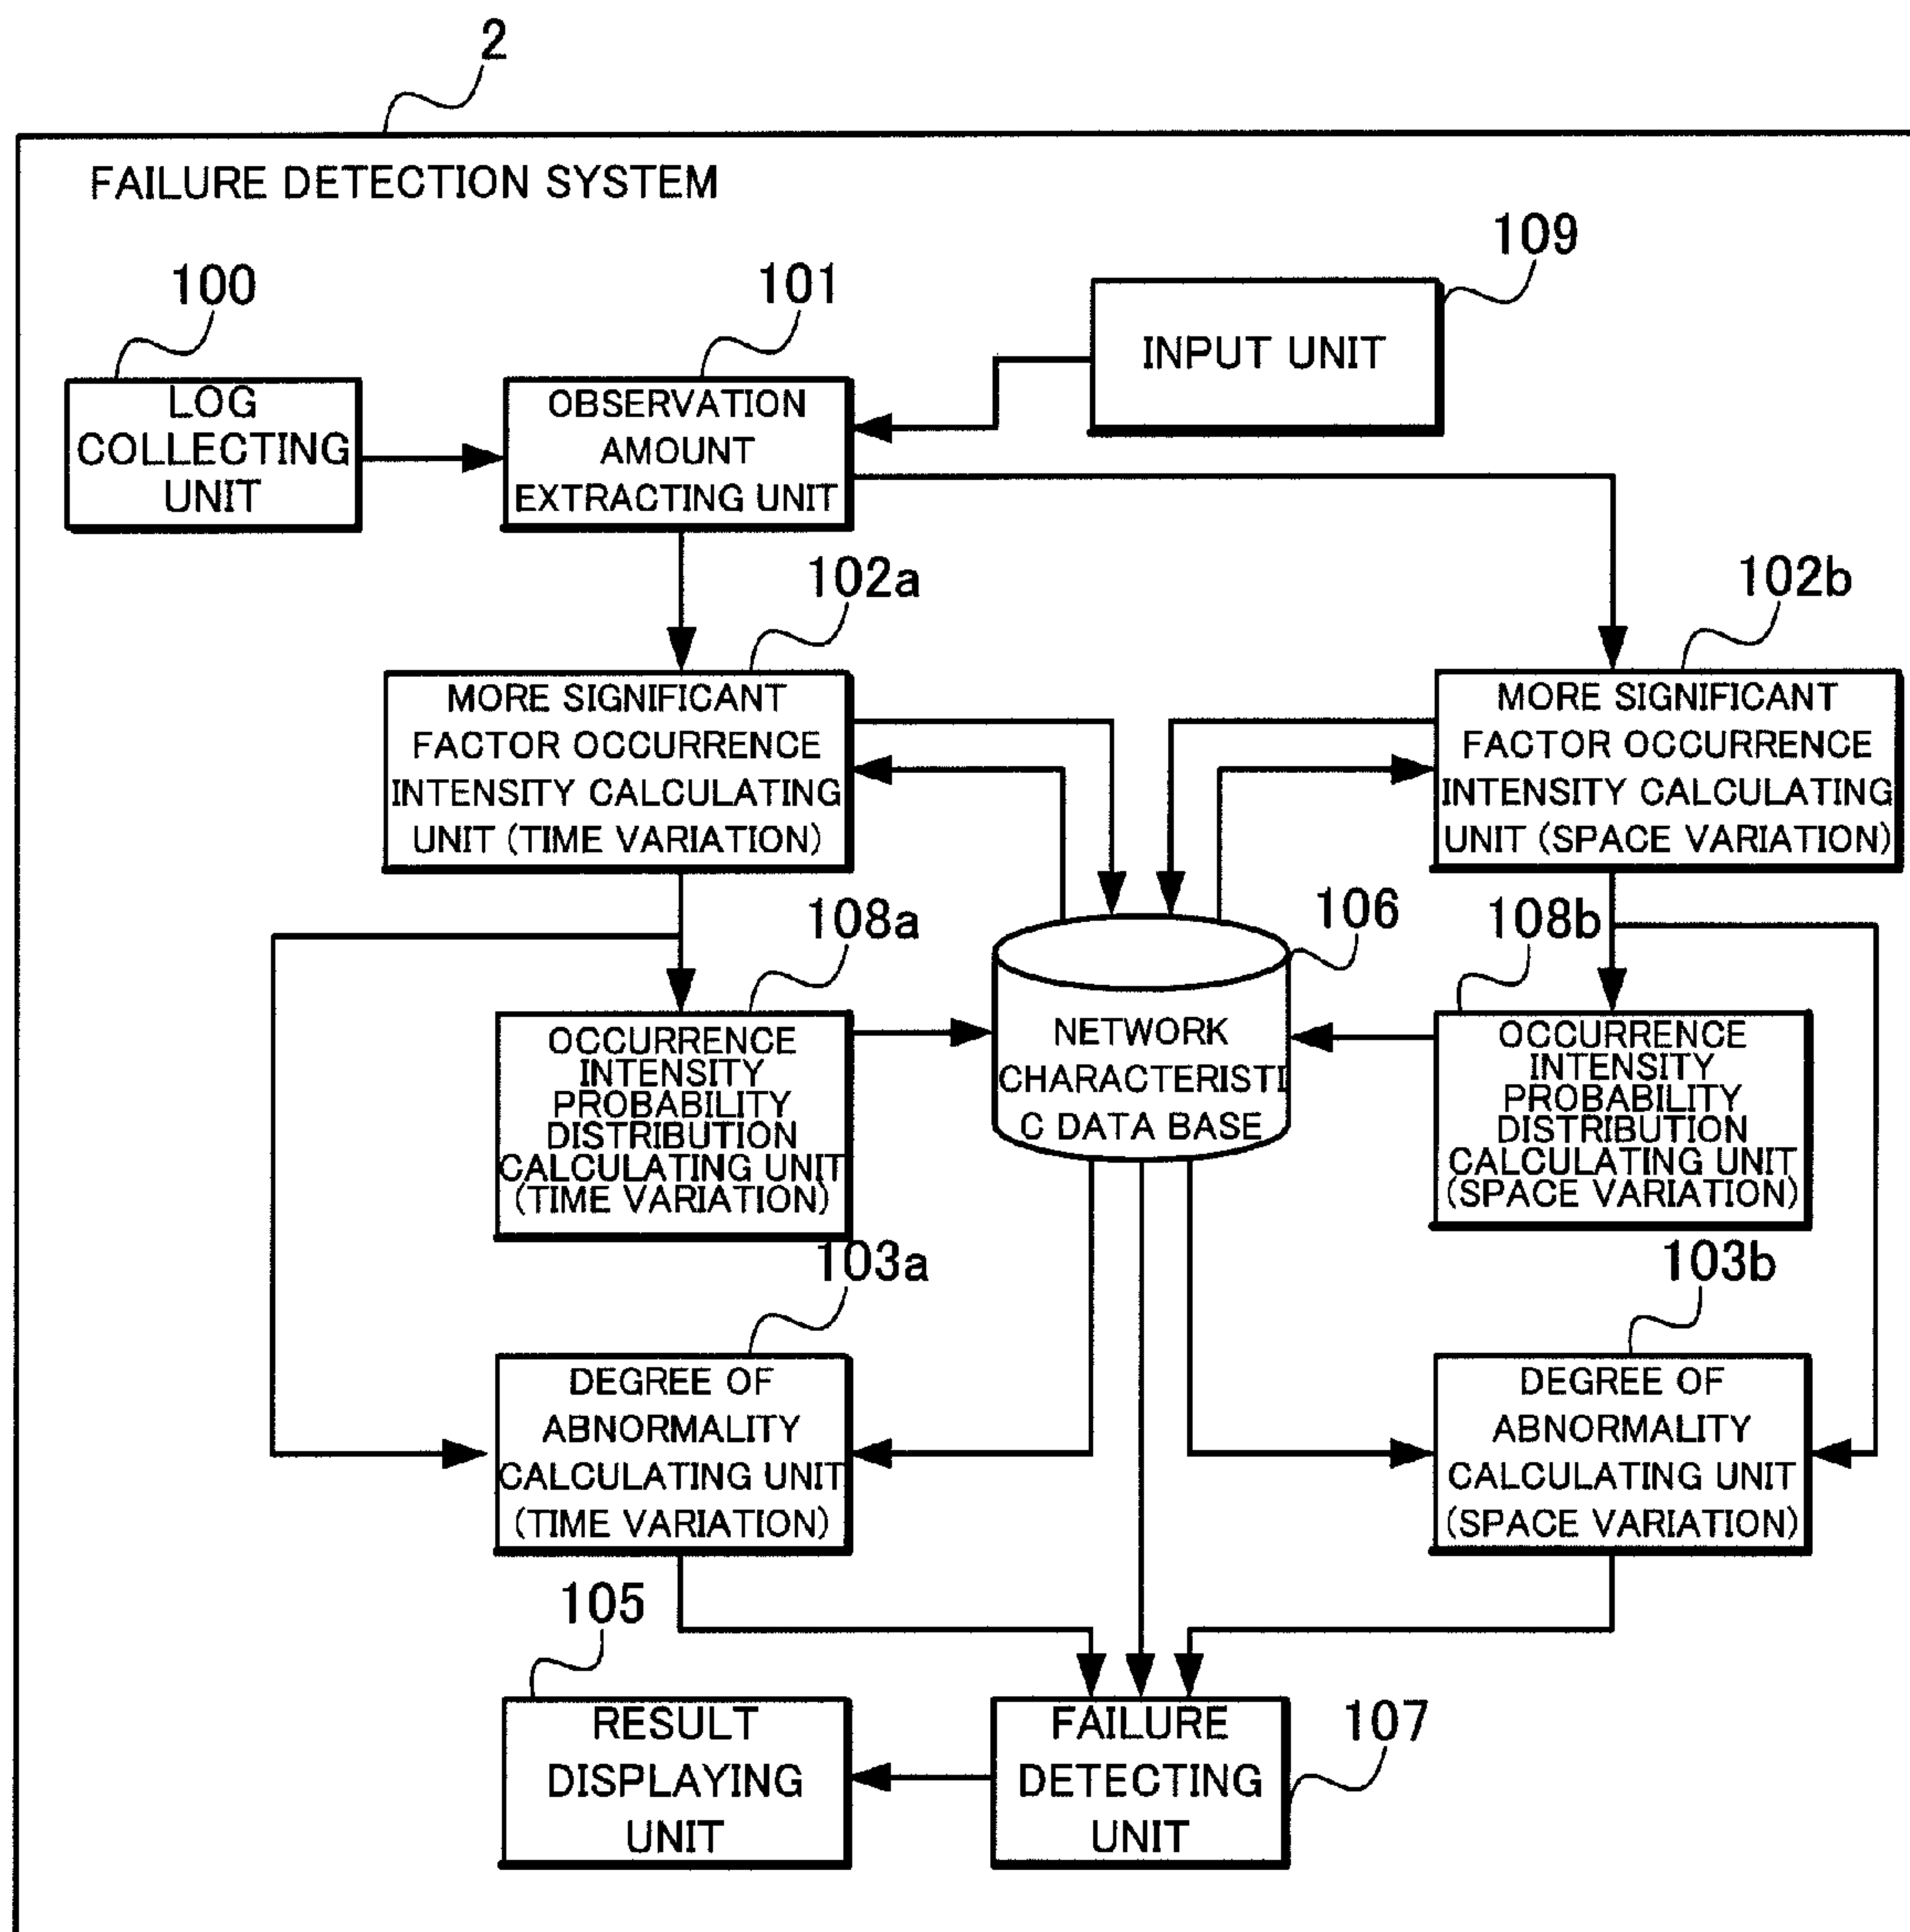 2
FAILURE DETECTION SYSTEM
109
100
101
INPUT UNIT
LOG
COLLECTING
UNIT
OBSERVATION
AMOUNT
EXTRACTING UNIT
102a
102b
MORE SIGNIFICANT
FACTOR OCCURRENCE
INTENSITY CALCULATING
UNIT (TIME VARIATION)
MORE SIGNIFICANT
FACTOR OCCURRENCE
INTENSITY CALCULATING
UNIT (SPACE VARIATION)
108a
106
108b
OCCURRENCE
INTENSITY
PROBABILITY
DISTRIBUTION
CALCULATING UNIT
(TIME VARIATION)
NETWORK
CHARACTERISTI
C DATA BASE
OCCURRENCE
INTENSITY
PROBABILITY
DISTRIBUTION
CALCULATING UNIT
(SPACE VARIATION)
103a
103b
DEGREE OF
ABNORMALITY
CALCULATING UNIT
(TIME VARIATION)
DEGREE OF
ABNORMALITY
CALCULATING UNIT
(SPACE VARIATION)
105
107
RESULT
DISPLAYING
UNIT
FAILURE
DETECTING
UNIT